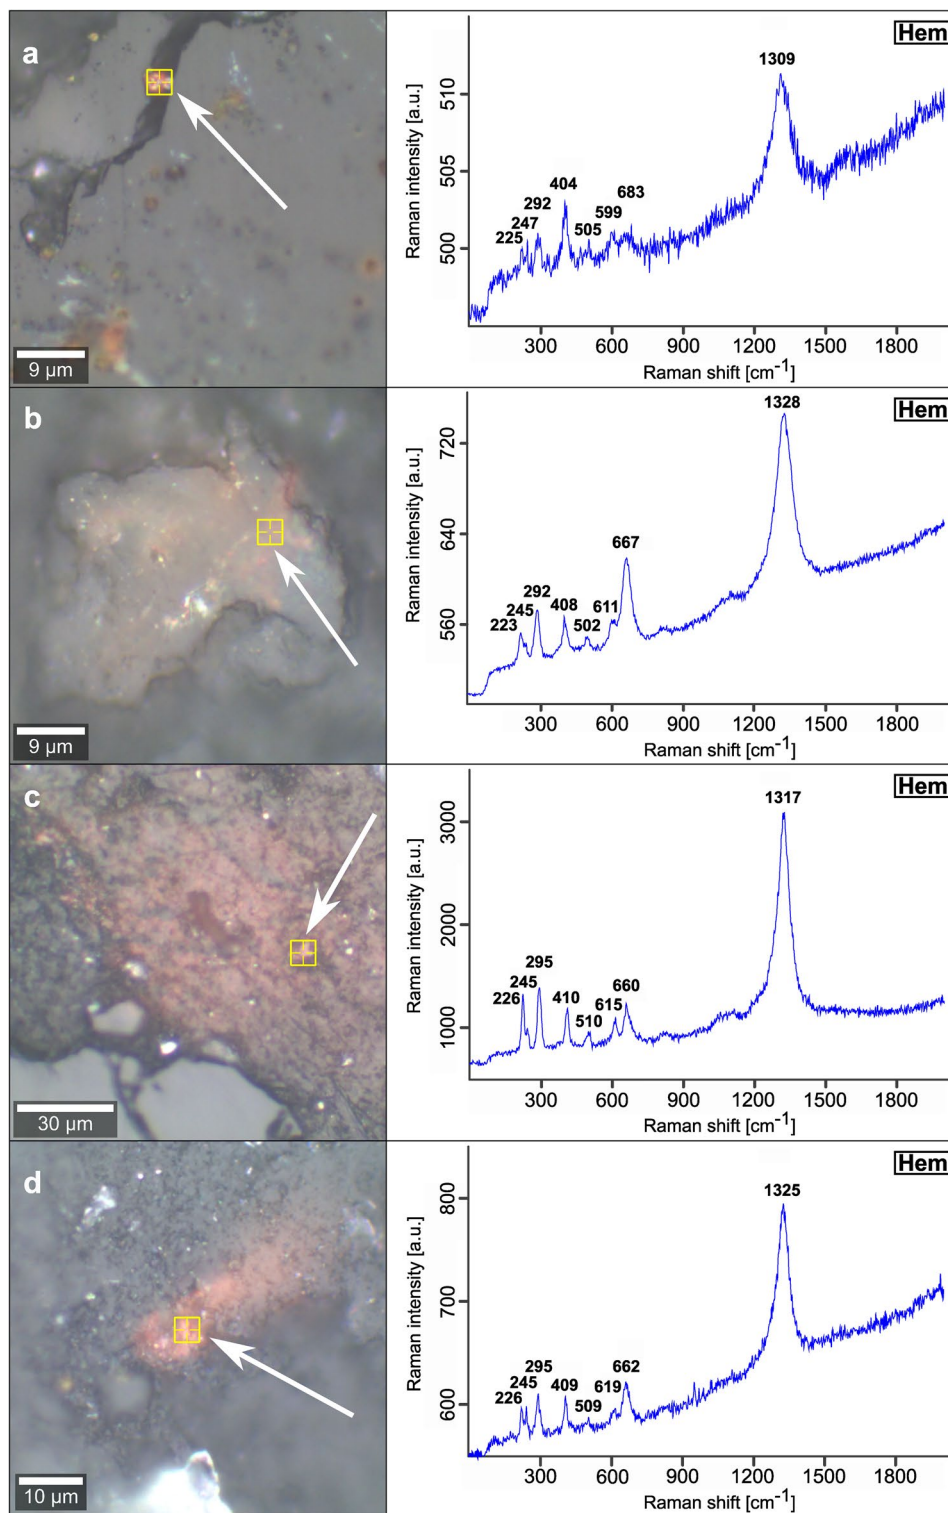 a
9 µm
Hem
1309
404
292
247
225
505
599
683
510
505
500
Raman intensity [a.u.]
300 600 900 1200 1500 1800
Raman shift [cm-1]
b
9 µm
Hem
1328
667
292
245
223
408
502
611
720
640
560
Raman intensity [a.u.]
300 600 900 1200 1500 1800
Raman shift [cm-1]
c
30 µm
Hem
1317
295
245
226
410
510
615
660
3000
2000
1000
Raman intensity [a.u.]
300 600 900 1200 1500 1800
Raman shift [cm-1]
d
10 µm
Hem
1325
295
245
226
409
509
619
662
800
700
600
Raman intensity [a.u.]
300 600 900 1200 1500 1800
Raman shift [cm-1]